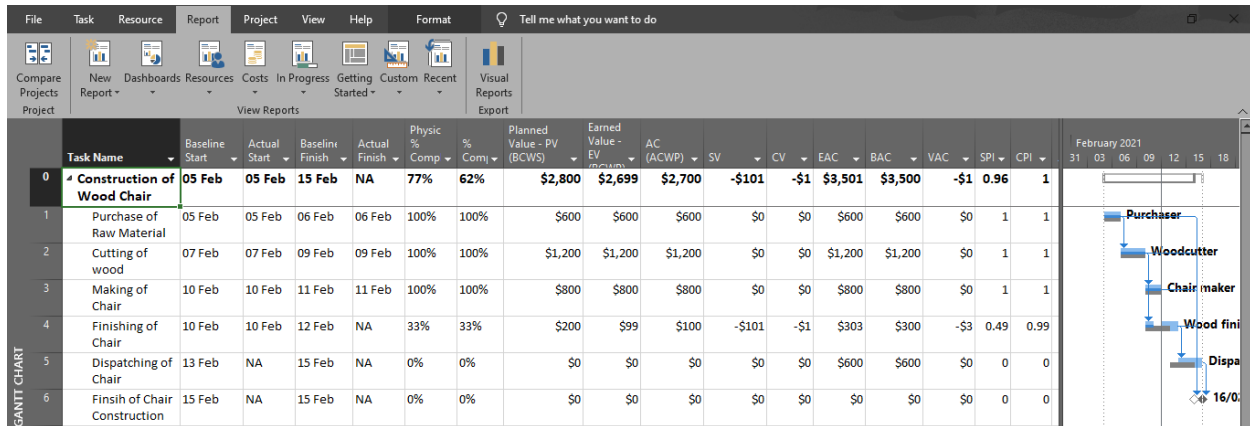 File Task Resource Report Project View Help Format Tell me what you want to do
Compare Projects New Report Dashboards Resources Costs In Progress Getting Started Custom Recent Visual Reports
Project View Reports Export
Task Name Baseline Start Actual Start Baseline Finish Actual Finish Physic % Comp % Comp Planned Value - PV (BCWS) Earned Value - EV (BCWP) AC (ACWP) SV CV EAC BAC VAC SPI CPI February 2021
31 03 06 09 12 15 18
0 Construction of Wood Chair 05 Feb 05 Feb 15 Feb NA 77% 62% $2,800 $2,699 $2,700 -$101 -$1 $3,501 $3,500 -$1 0.96 1
1 Purchase of Raw Material 05 Feb 05 Feb 06 Feb 06 Feb 100% 100% $600 $600 $600 $0 $0 $600 $600 $0 1 1 Purchaser
2 Cutting of wood 07 Feb 07 Feb 09 Feb 09 Feb 100% 100% $1,200 $1,200 $1,200 $0 $0 $1,200 $1,200 $0 1 1 Woodcutter
3 Making of Chair 10 Feb 10 Feb 11 Feb 11 Feb 100% 100% $800 $800 $800 $0 $0 $800 $800 $0 1 1 Chair maker
4 Finishing of Chair 10 Feb 10 Feb 12 Feb NA 33% 33% $200 $99 $100 -$101 -$1 $303 $300 -$3 0.49 0.99 Wood fini
5 Dispatching of Chair 13 Feb NA 15 Feb NA 0% 0% $0 $0 $0 $0 $0 $600 $600 $0 0 0 Dispa
6 Finsih of Chair Construction 15 Feb NA 15 Feb NA 0% 0% $0 $0 $0 $0 $0 $0 $0 $0 0 0 16/02
GANTT CHART